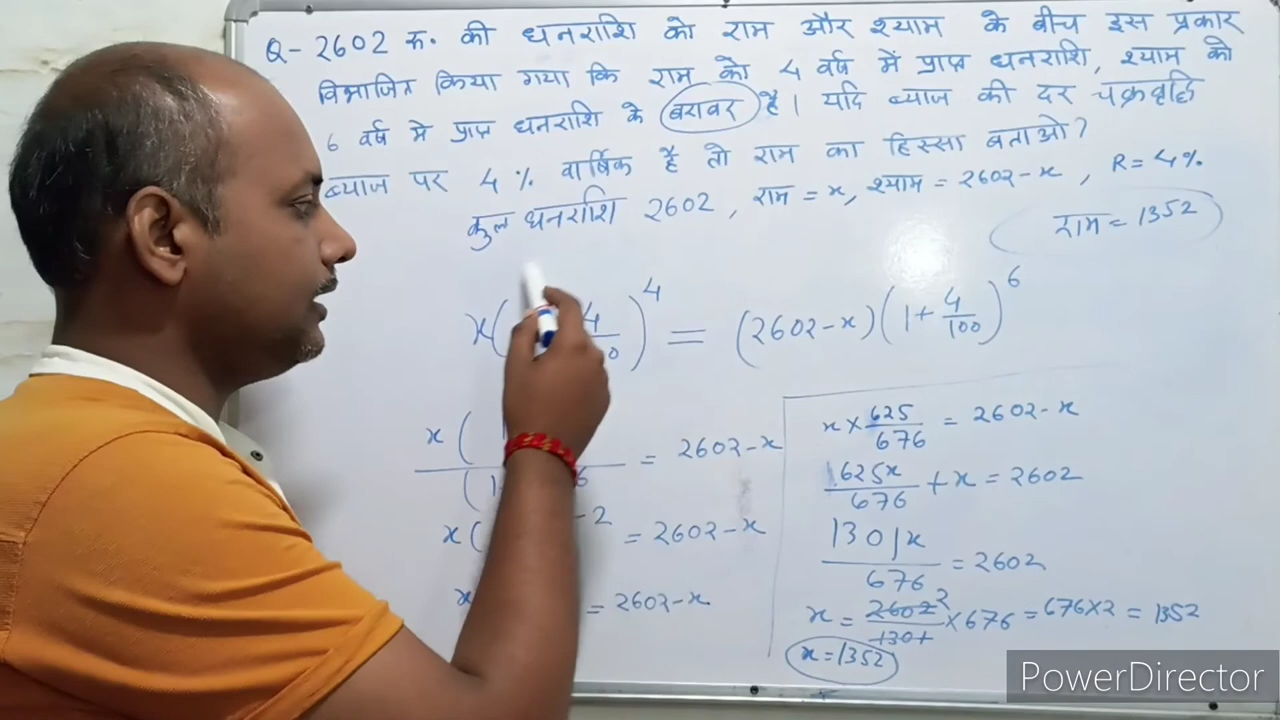 Q- 2602 रु. की धनराशि को राम और श्याम के बीच इस प्रकार
विभाजित किया गया कि राम को 4 वर्ष में प्राप्त धनराशि, श्याम को
6 वर्ष मे प्राप्त धनराशि के बराबर है। यदि ब्याज की दर चक्रवृद्धि
ब्याज पर 4 % वार्षिक है तो राम का हिस्सा बताओ?
कुल धनराशि 2602, राम = x, श्याम = 2602-x, R = 4%
राम = 1352
x( 4 )^4 = (2602-x)(1+4/100)^6
x( = 2602-x
(1
x( -2 = 2602-x
x = 2602-x
x × 625/676 = 2602-x
625x/676 + x = 2602
1301x/676 = 2602
x = 2602/1301 2 ×676 = 676×2 = 1352
x = 1352
PowerDirector